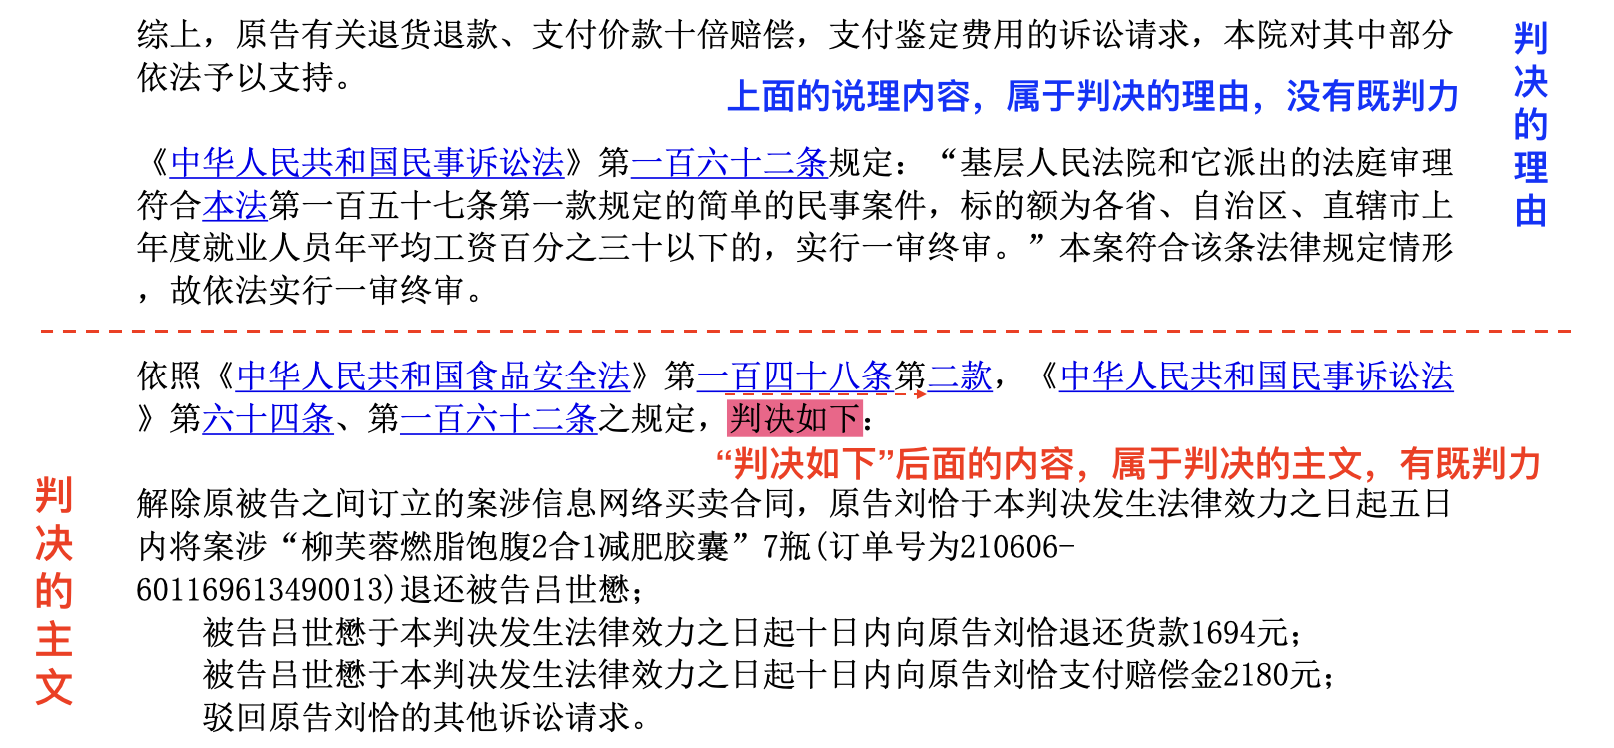 综上，原告有关退货退款、支付价款十倍赔偿，支付鉴定费用的诉讼请求，本院对其中部分
依法予以支持。
上面的说理内容，属于判决的理由，没有既判力
判决的理由
《中华人民共和国民事诉讼法》第一百六十二条规定：“基层人民法院和它派出的法庭审理
符合本法第一百五十七条第一款规定的简单的民事案件，标的额为各省、自治区、直辖市上
年度就业人员年平均工资百分之三十以下的，实行一审终审。”本案符合该条法律规定情形
，故依法实行一审终审。
依照《中华人民共和国食品安全法》第一百四十八条第二款，《中华人民共和国民事诉讼法
》第六十四条、第一百六十二条之规定，判决如下：
“判决如下”后面的内容，属于判决的主文，有既判力
判决的主文
解除原被告之间订立的案涉信息网络买卖合同，原告刘恰于本判决发生法律效力之日起五日
内将案涉“柳芙蓉燃脂饱腹2合1减肥胶囊”7瓶(订单号为210606-
601169613490013)退还被告吕世懋；
被告吕世懋于本判决发生法律效力之日起十日内向原告刘恰退还货款1694元；
被告吕世懋于本判决发生法律效力之日起十日内向原告刘恰支付赔偿金2180元；
驳回原告刘恰的其他诉讼请求。